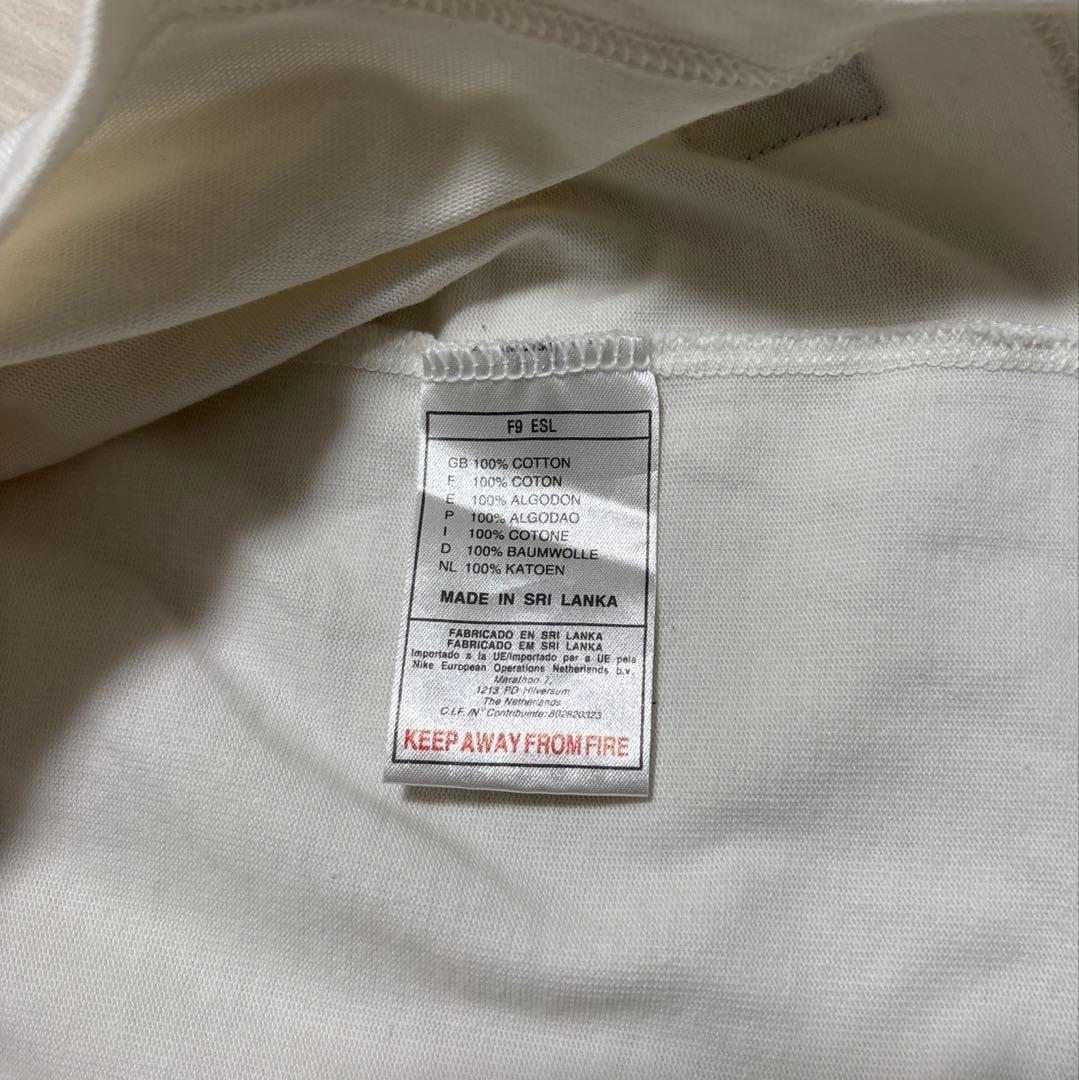 F9 ESL
GB 100% COTTON
F 100% COTON
E 100% ALGODON
P 100% ALGODAO
I 100% COTONE
D 100% BAUMWOLLE
NL 100% KATOEN
MADE IN SRI LANKA
FABRICADO EN SRI LANKA
FABRICADO EM SRI LANKA
Importado a la UE/Importado por a UE pela
Nike European Operations Netherlands b.v.
Marathon 7,
1213 PD Hilversum
The Netherlands
C.I.F. /N° Contribuinte: 802820323
KEEP AWAY FROM FIRE